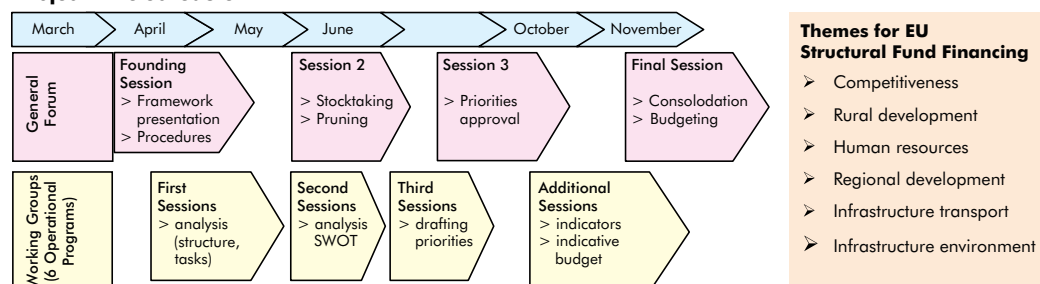 March April May June October November
General
Forum
Founding
Session
> Framework
presentation
> Procedures
Session 2
> Stocktaking
> Pruning
Session 3
> Priorities
approval
Final Session
> Consolodation
> Budgeting
Working Groups
(6 Operational
Programs)
First
Sessions
> analysis
(structure,
tasks)
Second
Sessions
> analysis
SWOT
Third
Sessions
> drafting
priorities
Additional
Sessions
> indicators
> indicative
budget
Themes for EU
Structural Fund Financing
➢ Competitiveness
➢ Rural development
➢ Human resources
➢ Regional development
➢ Infrastructure transport
➢ Infrastructure environment